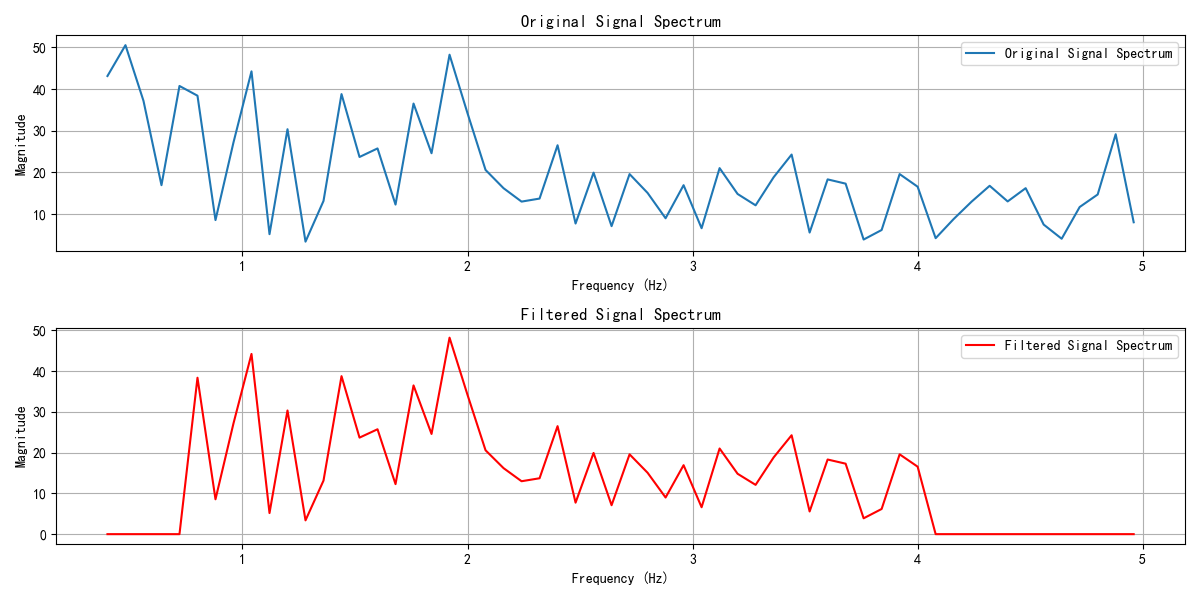 Original Signal Spectrum
50
40
30
20
10
Magnitude
Original Signal Spectrum
1
2
3
4
5
Frequency (Hz)
Filtered Signal Spectrum
50
40
30
20
10
0
Magnitude
Filtered Signal Spectrum
1
2
3
4
5
Frequency (Hz)